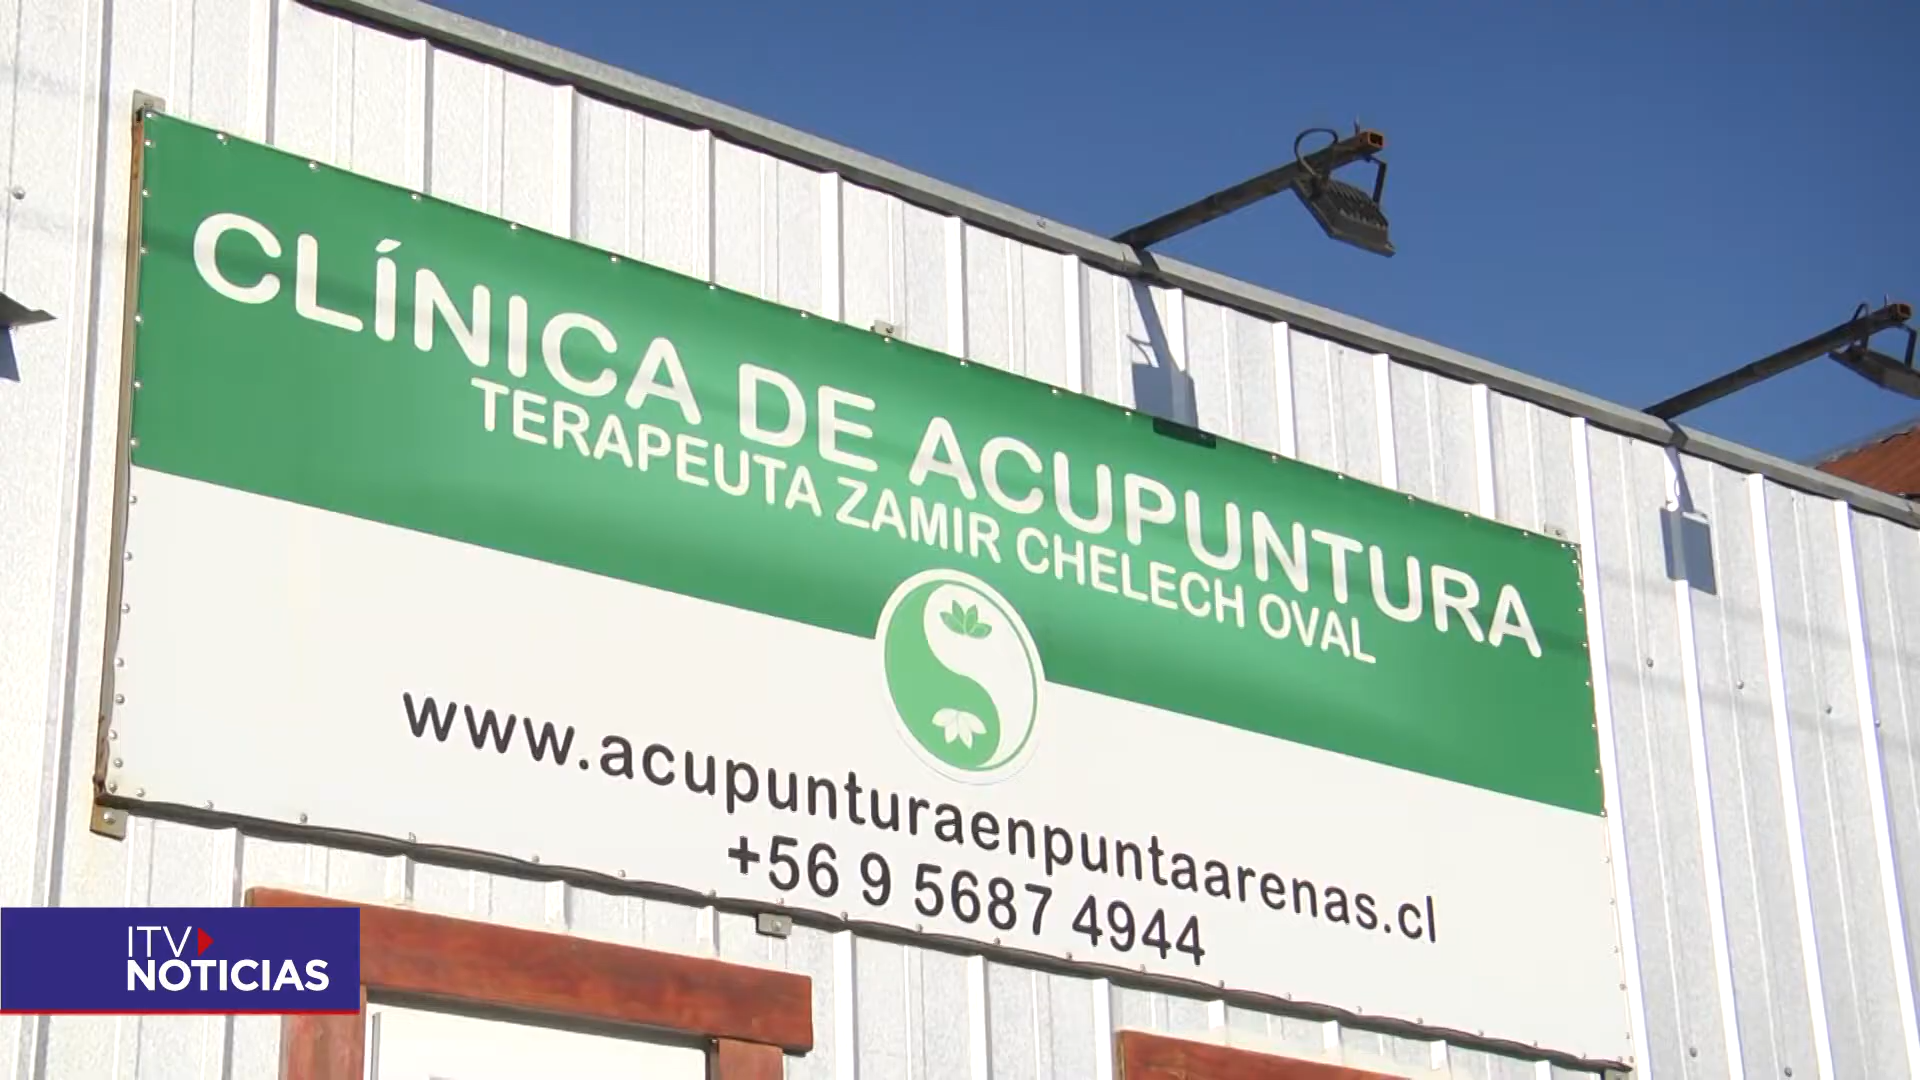 CLÍNICA DE ACUPUNTURA
TERAPEUTA ZAMIR CHELECH OVAL
www.acupunturaenpuntaarenas.cl
+56 9 5687 4944
ITV
NOTICIAS